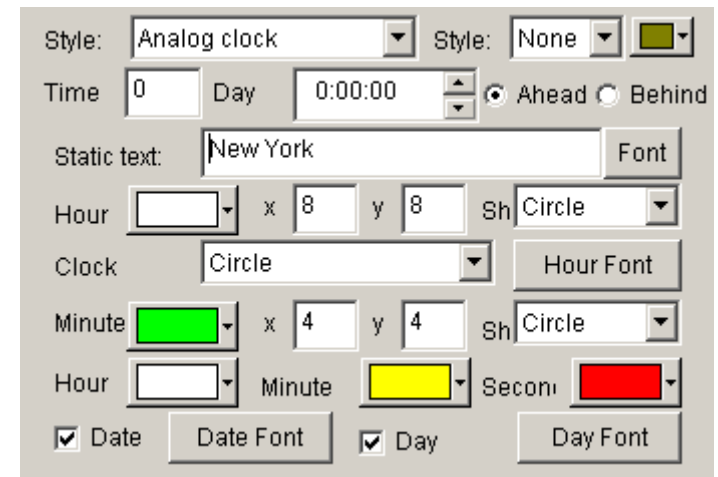 Style: Analog clock Style: None
Time 0 Day 0:00:00 Ahead Behind
Static text: New York Font
Hour x 8 y 8 Sh Circle
Clock Circle Hour Font
Minute x 4 y 4 Sh Circle
Hour Minute Secon
Date Date Font Day Day Font